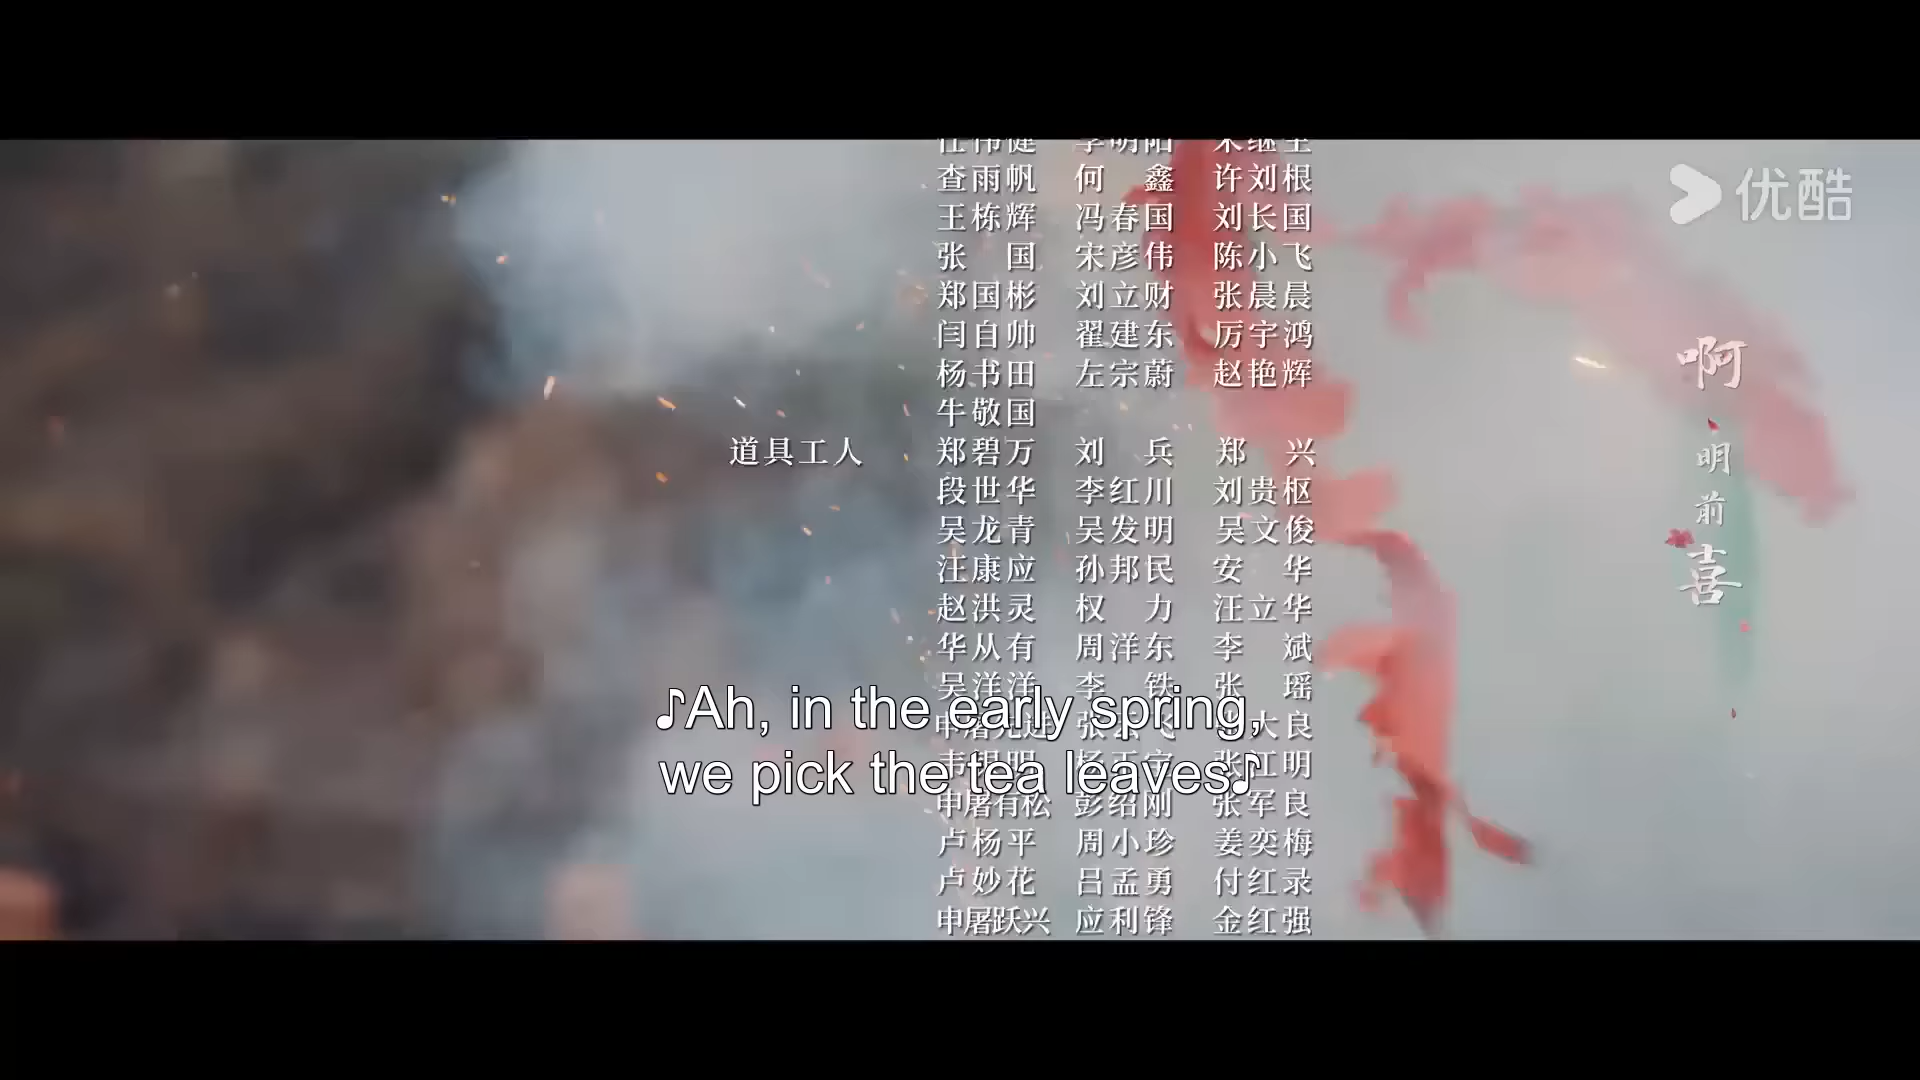 优酷
查雨帆 何鑫 许刘根
王栋辉 冯春国 刘长国
张国 宋彦伟 陈小飞
郑国彬 刘立财 张晨晨
闫自帅 翟建东 厉宇鸿
杨书田 左宗蔚 赵艳辉
牛敬国
道具工人 郑碧万 刘兵 郑兴
段世华 李红川 刘贵枢
吴龙青 吴发明 吴文俊
汪康应 孙邦民 安华
赵洪灵 权力 汪立华
华从有 周洋东 李斌
吴洋洋 李铁 张瑶
♪Ah, in the early spring,
we pick the tea leaves♪
申屠有松 彭绍刚 张军良
卢杨平 周小珍 姜奕梅
卢妙花 吕孟勇 付红录
申屠跃兴 应利锋 金红强
啊
明
前
喜